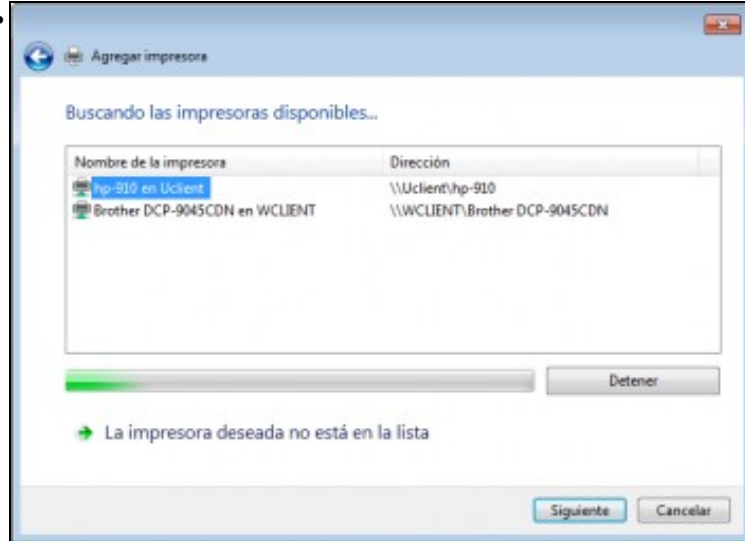 Agregar impresora
Buscando las impresoras disponibles...
Nombre de la impresora Dirección
hp-910 en Uclient \\Uclient\hp-910
Brother DCP-9045CDN en WCLIENT \\WCLIENT\Brother DCP-9045CDN
Detener
La impresora deseada no está en la lista
Siguiente Cancelar